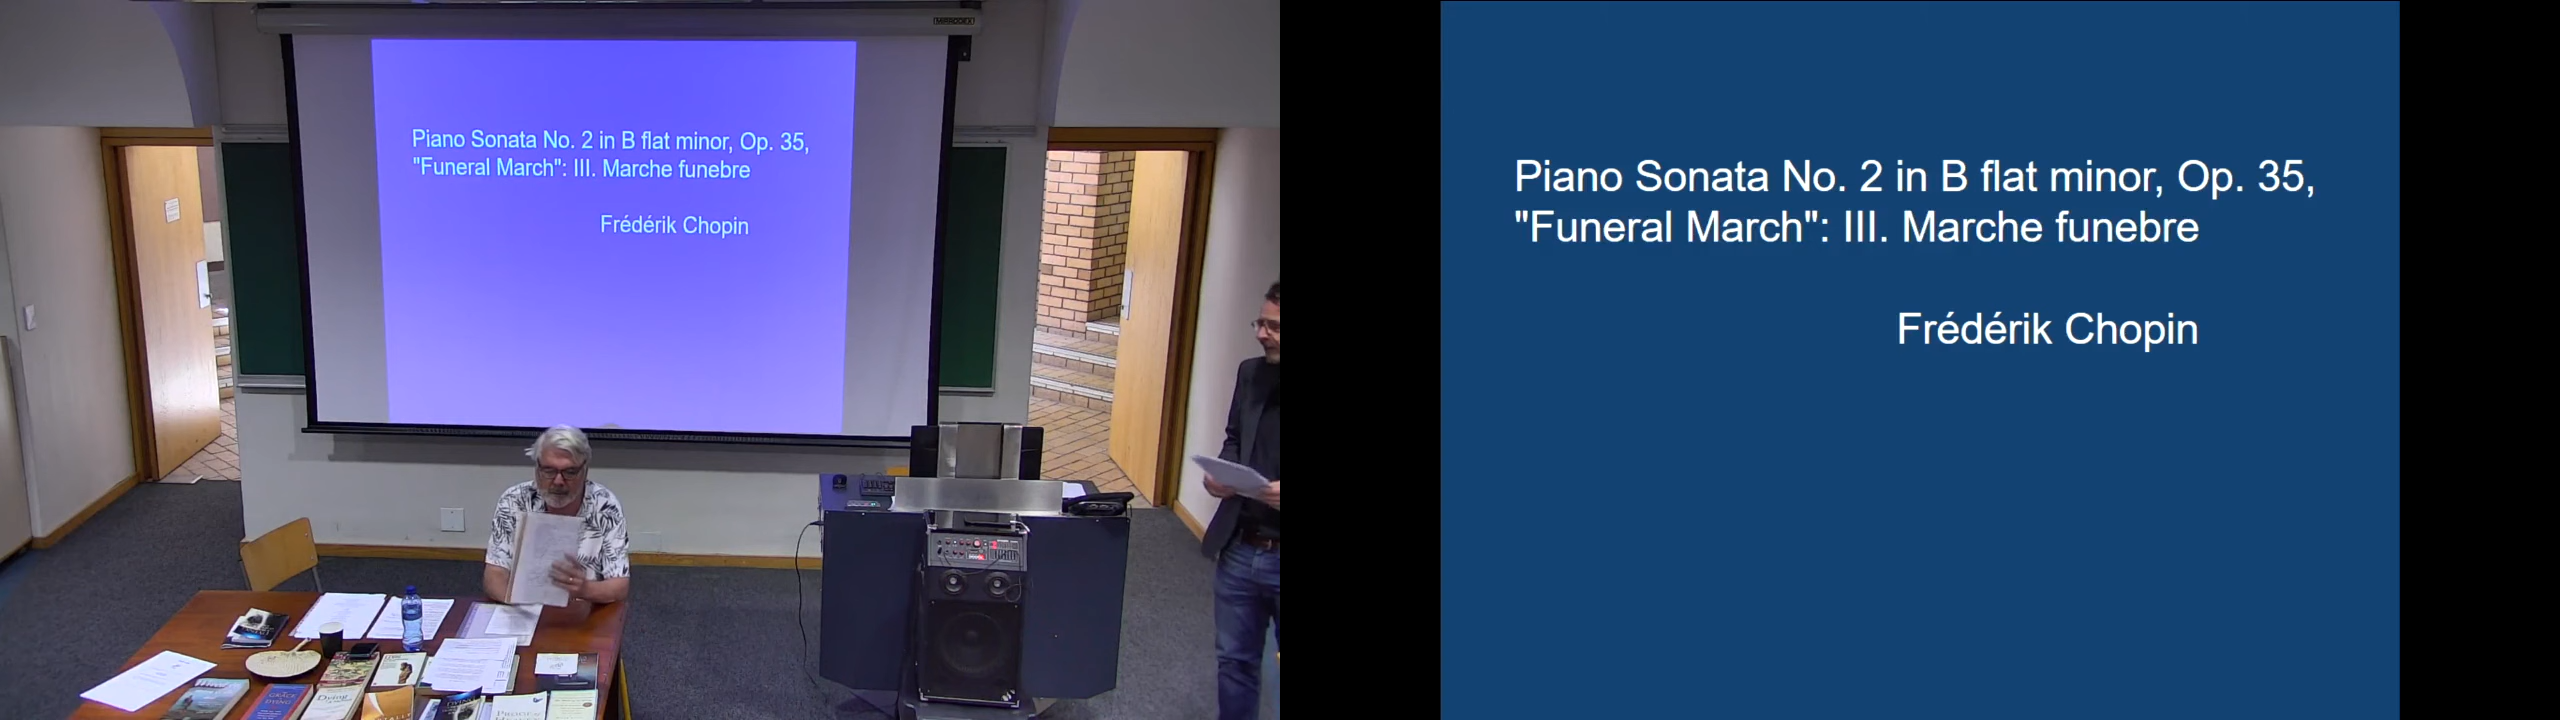 Piano Sonata No. 2 in B flat minor, Op. 35,
"Funeral March": III. Marche funebre
Frédérik Chopin
Piano Sonata No. 2 in B flat minor, Op. 35,
"Funeral March": III. Marche funebre
Frédérik Chopin